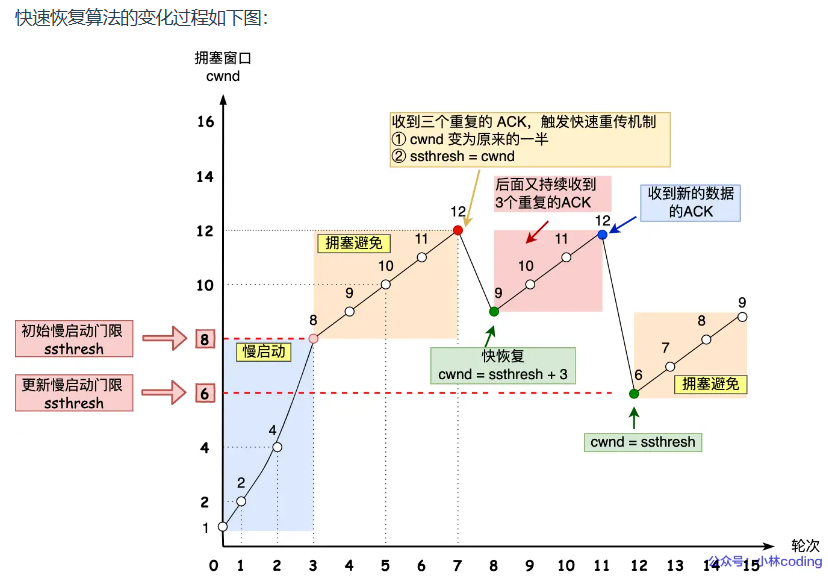 快速恢复算法的变化过程如下图：
拥塞窗口
cwnd
16
14
12
10
8
6
4
2
1
收到三个重复的 ACK，触发快速重传机制
① cwnd 变为原来的一半
② ssthresh = cwnd
后面又持续收到
3个重复的ACK
收到新的数据
的ACK
拥塞避免
慢启动
初始慢启动门限
ssthresh
更新慢启动门限
ssthresh
2
4
8
9
10
11
12
9
10
11
12
6
7
8
9
快恢复
cwnd = ssthresh + 3
拥塞避免
cwnd = ssthresh
0 1 2 3 4 5 6 7 8 9 10 11 12 13 14 15
轮次
公众号：小林coding